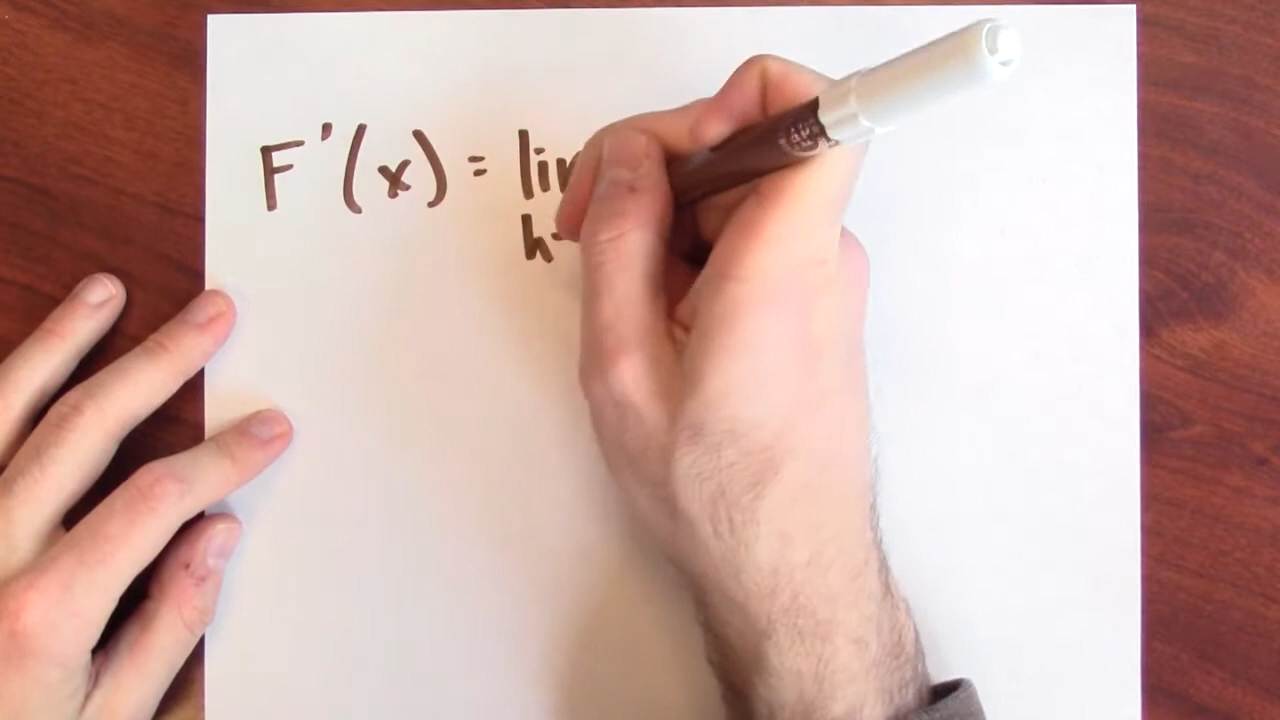 F'(x) = li
h